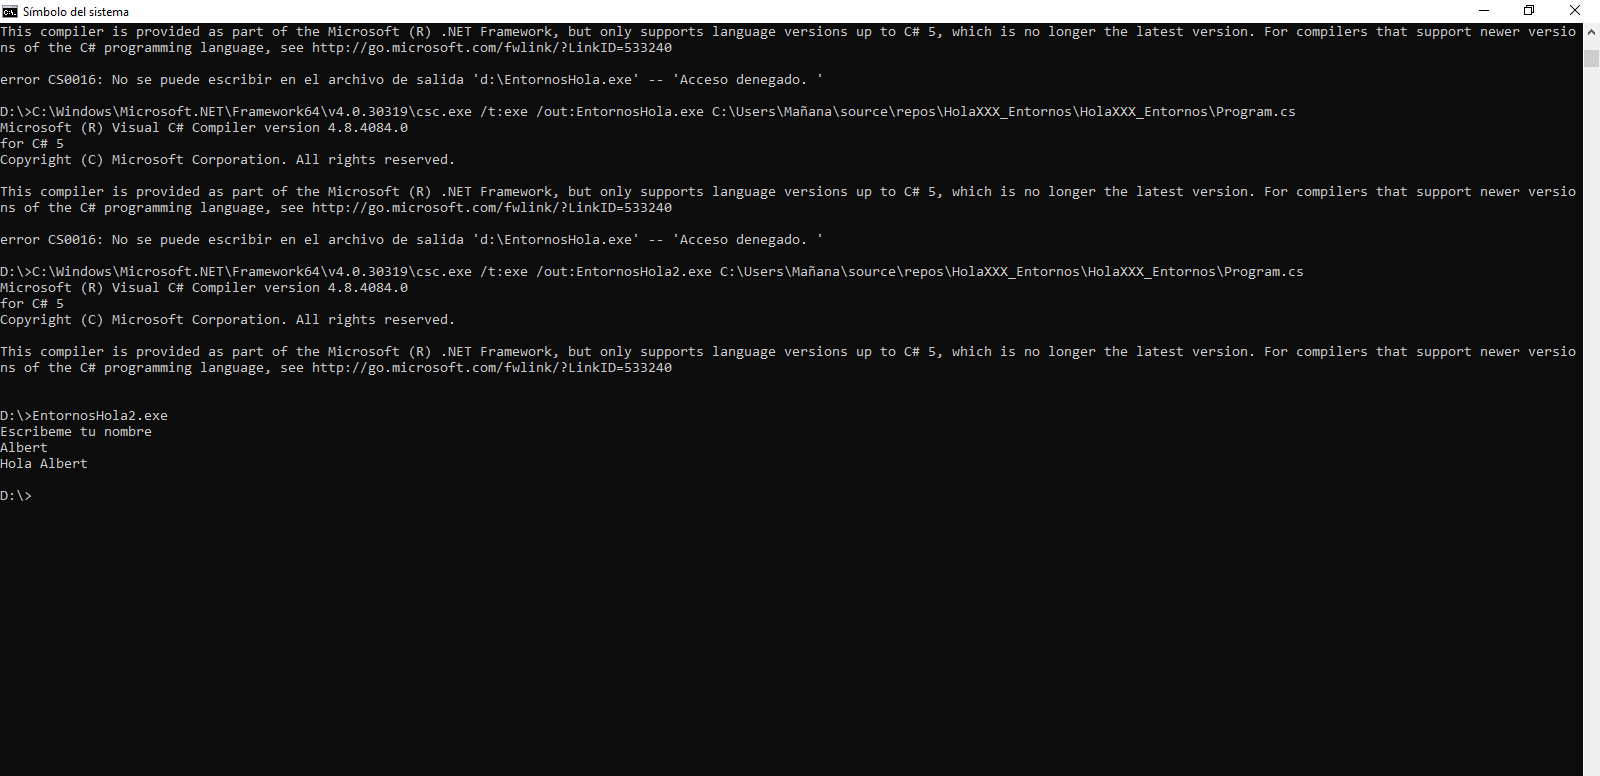 Símbolo del sistema
This compiler is provided as part of the Microsoft (R) .NET Framework, but only supports language versions up to C# 5, which is no longer the latest version. For compilers that support newer versio
ns of the C# programming language, see http://go.microsoft.com/fwlink/?LinkID=533240
error CS0016: No se puede escribir en el archivo de salida 'd:\EntornosHola.exe' -- 'Acceso denegado. '
D:\>C:\Windows\Microsoft.NET\Framework64\v4.0.30319\csc.exe /t:exe /out:EntornosHola.exe C:\Users\Mañana\source\repos\HolaXXX_Entornos\HolaXXX_Entornos\Program.cs
Microsoft (R) Visual C# Compiler version 4.8.4084.0
for C# 5
Copyright (C) Microsoft Corporation. All rights reserved.
This compiler is provided as part of the Microsoft (R) .NET Framework, but only supports language versions up to C# 5, which is no longer the latest version. For compilers that support newer versio
ns of the C# programming language, see http://go.microsoft.com/fwlink/?LinkID=533240
error CS0016: No se puede escribir en el archivo de salida 'd:\EntornosHola.exe' -- 'Acceso denegado. '
D:\>C:\Windows\Microsoft.NET\Framework64\v4.0.30319\csc.exe /t:exe /out:EntornosHola2.exe C:\Users\Mañana\source\repos\HolaXXX_Entornos\HolaXXX_Entornos\Program.cs
Microsoft (R) Visual C# Compiler version 4.8.4084.0
for C# 5
Copyright (C) Microsoft Corporation. All rights reserved.
This compiler is provided as part of the Microsoft (R) .NET Framework, but only supports language versions up to C# 5, which is no longer the latest version. For compilers that support newer versio
ns of the C# programming language, see http://go.microsoft.com/fwlink/?LinkID=533240
D:\>EntornosHola2.exe
Escribeme tu nombre
Albert
Hola Albert
D:\>